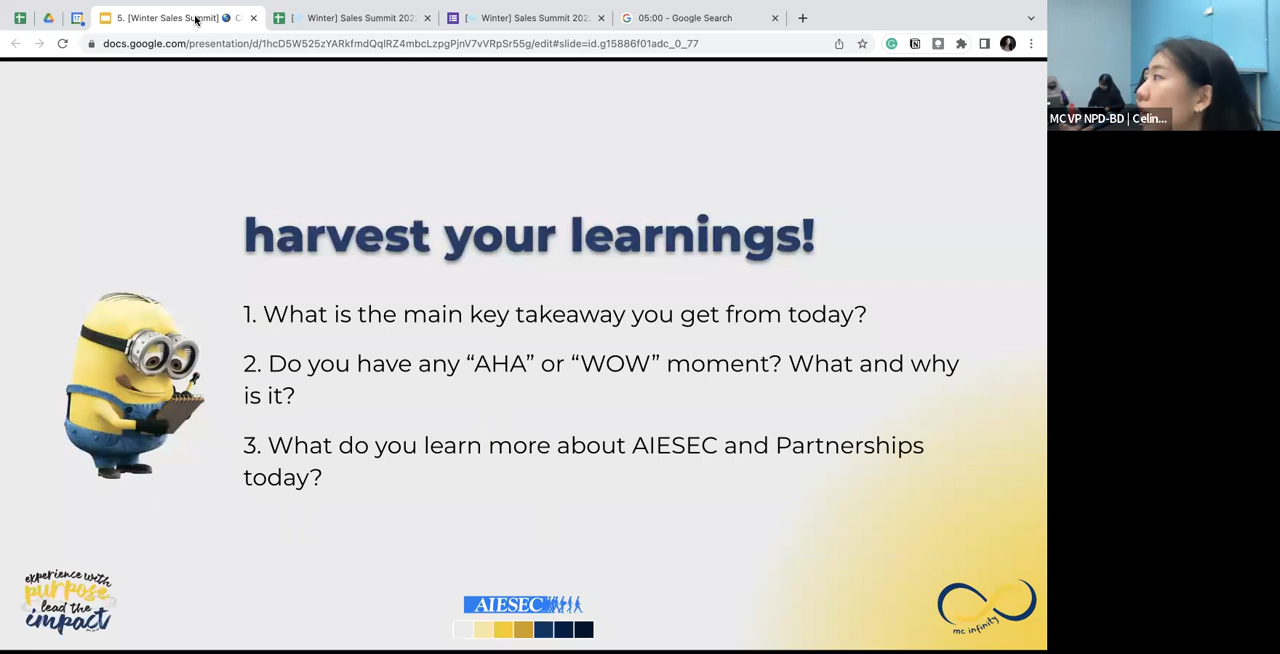 5. [Winter Sales Summit]
Winter] Sales Summit 202
Winter] Sales Summit 202
05:00 - Google Search
docs.google.com/presentation/d/1hcD5W525zYARkfmdQqIRZ4mbcLzpgPjnV7vVRpSr55g/edit#slide=id.g15886f01adc_0_77
MC VP NPD-BD | Celin...
harvest your learnings!
1. What is the main key takeaway you get from today?
2. Do you have any “AHA” or “WOW” moment? What and why
is it?
3. What do you learn more about AIESEC and Partnerships
today?
experience with
purpose
lead the
impact
AIESEC
mc infinity